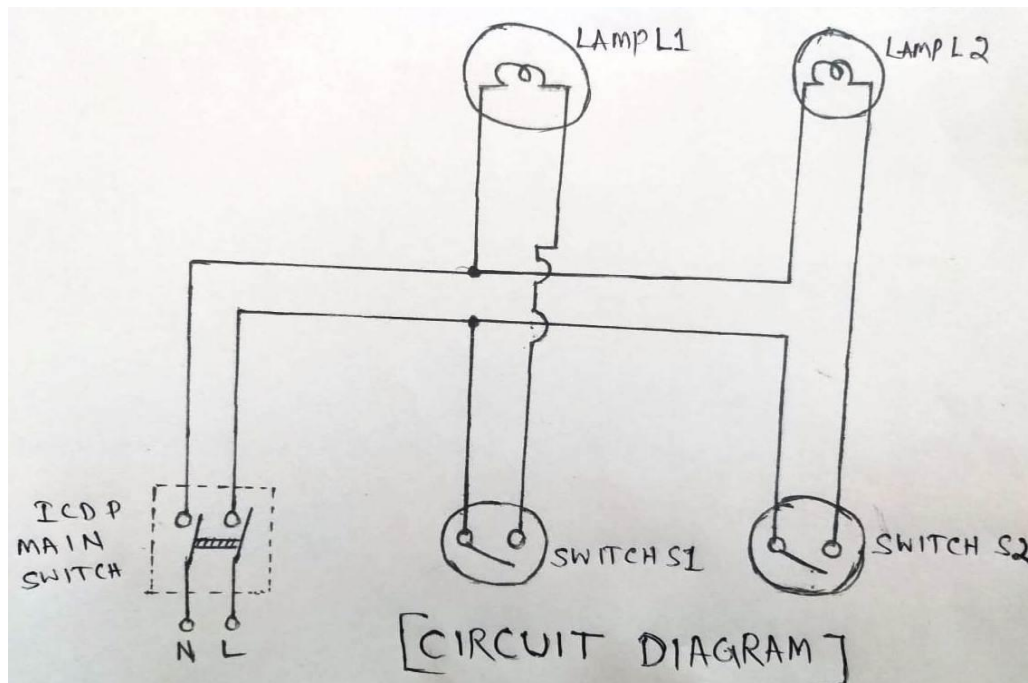 LAMP L1
LAMP L2
ICDP
MAIN
SWITCH
SWITCH S1
SWITCH S2
N L
[CIRCUIT DIAGRAM]